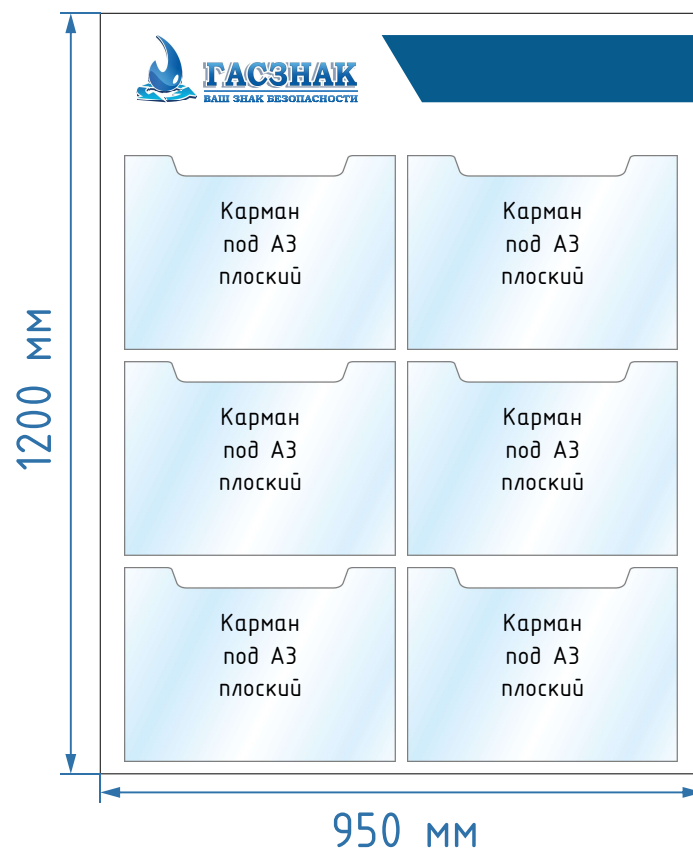 ГАСЗНАК
ВАШ ЗНАК БЕЗОПАСНОСТИ
Карман
под А3
плоский
Карман
под А3
плоский
1200 мм
Карман
под А3
плоский
Карман
под А3
плоский
Карман
под А3
плоский
Карман
под А3
плоский
950 мм